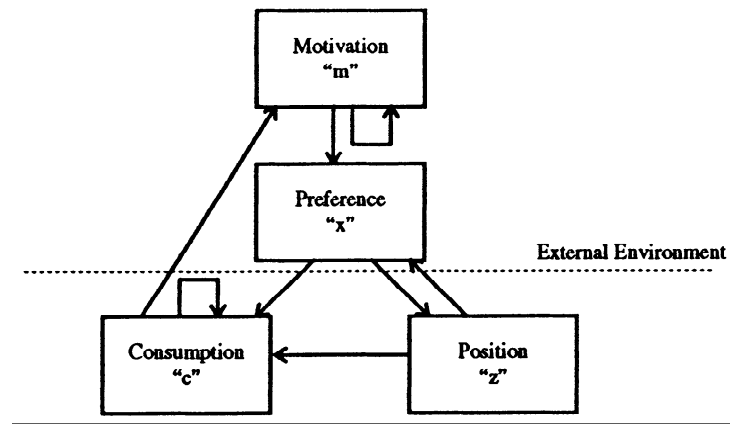 Motivation
“m”
Preference
“x”
External Environment
Consumption
“c”
Position
“z”